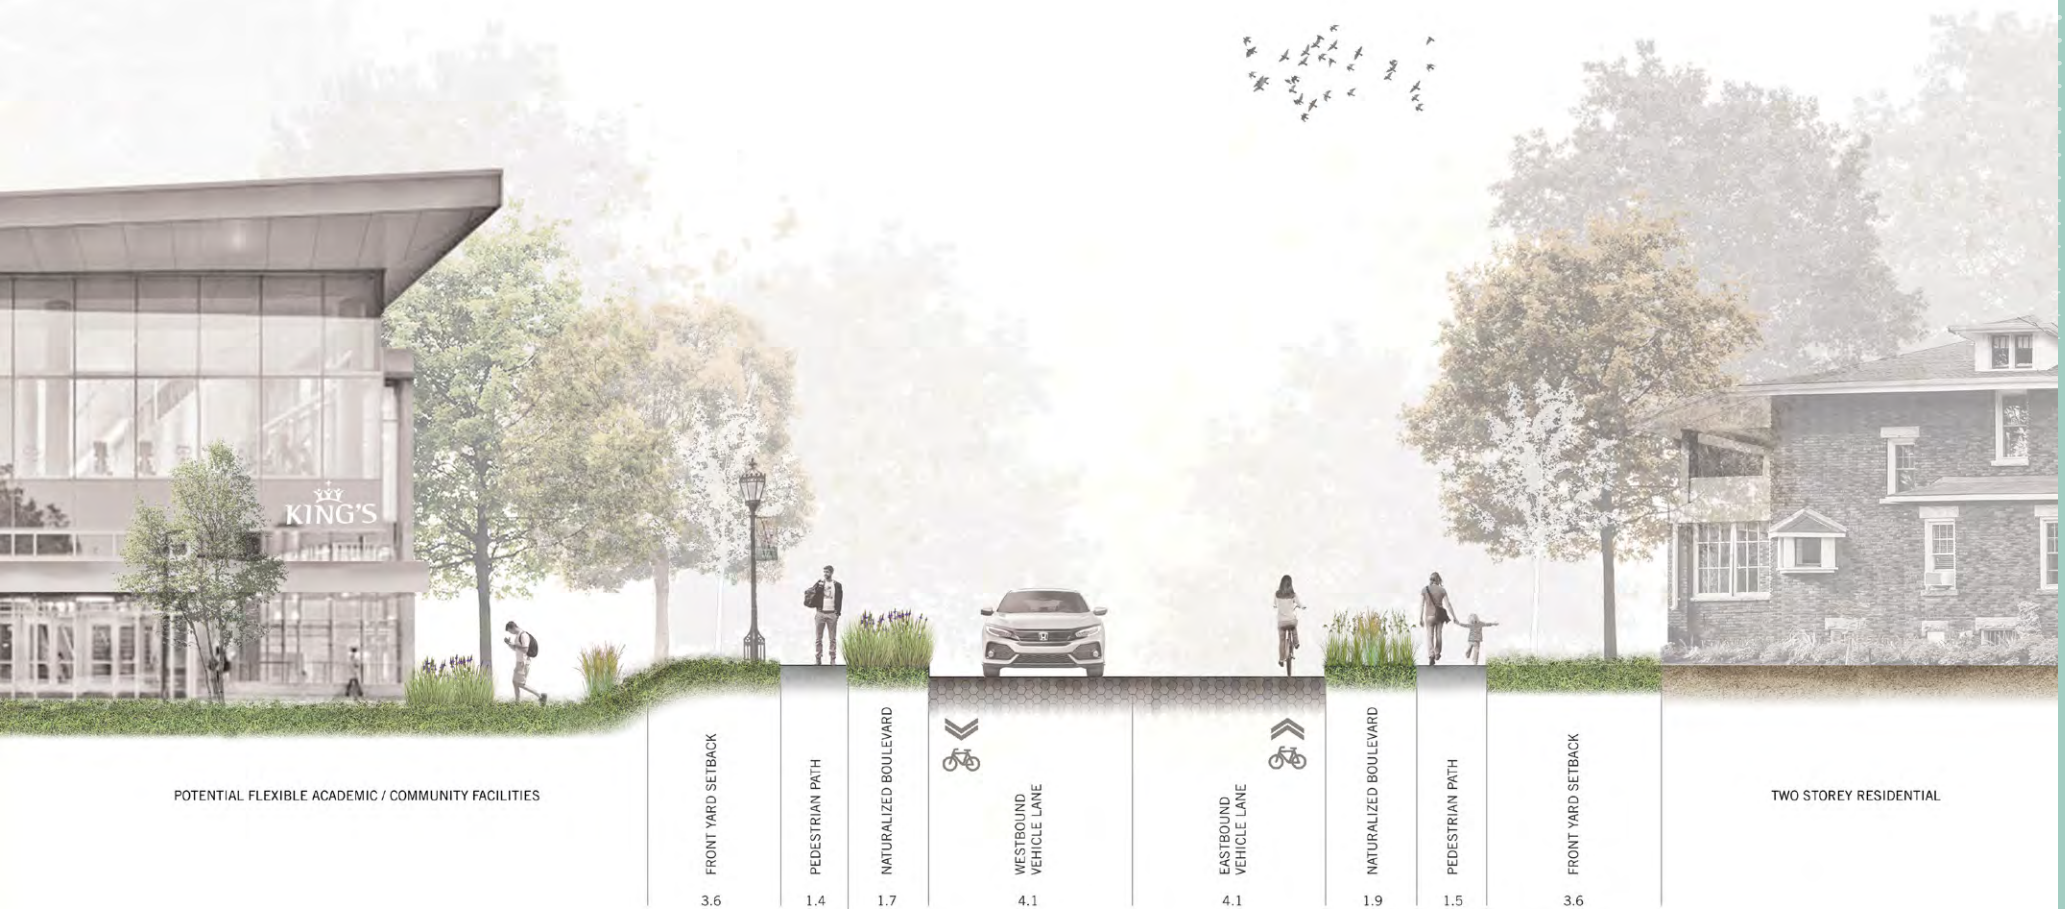 KING'S
POTENTIAL FLEXIBLE ACADEMIC / COMMUNITY FACILITIES
FRONT YARD SETBACK
3.6
PEDESTRIAN PATH
1.4
NATURALIZED BOULEVARD
1.7
WESTBOUND
VEHICLE LANE
4.1
EASTBOUND
VEHICLE LANE
4.1
NATURALIZED BOULEVARD
1.9
PEDESTRIAN PATH
1.5
FRONT YARD SETBACK
3.6
TWO STOREY RESIDENTIAL